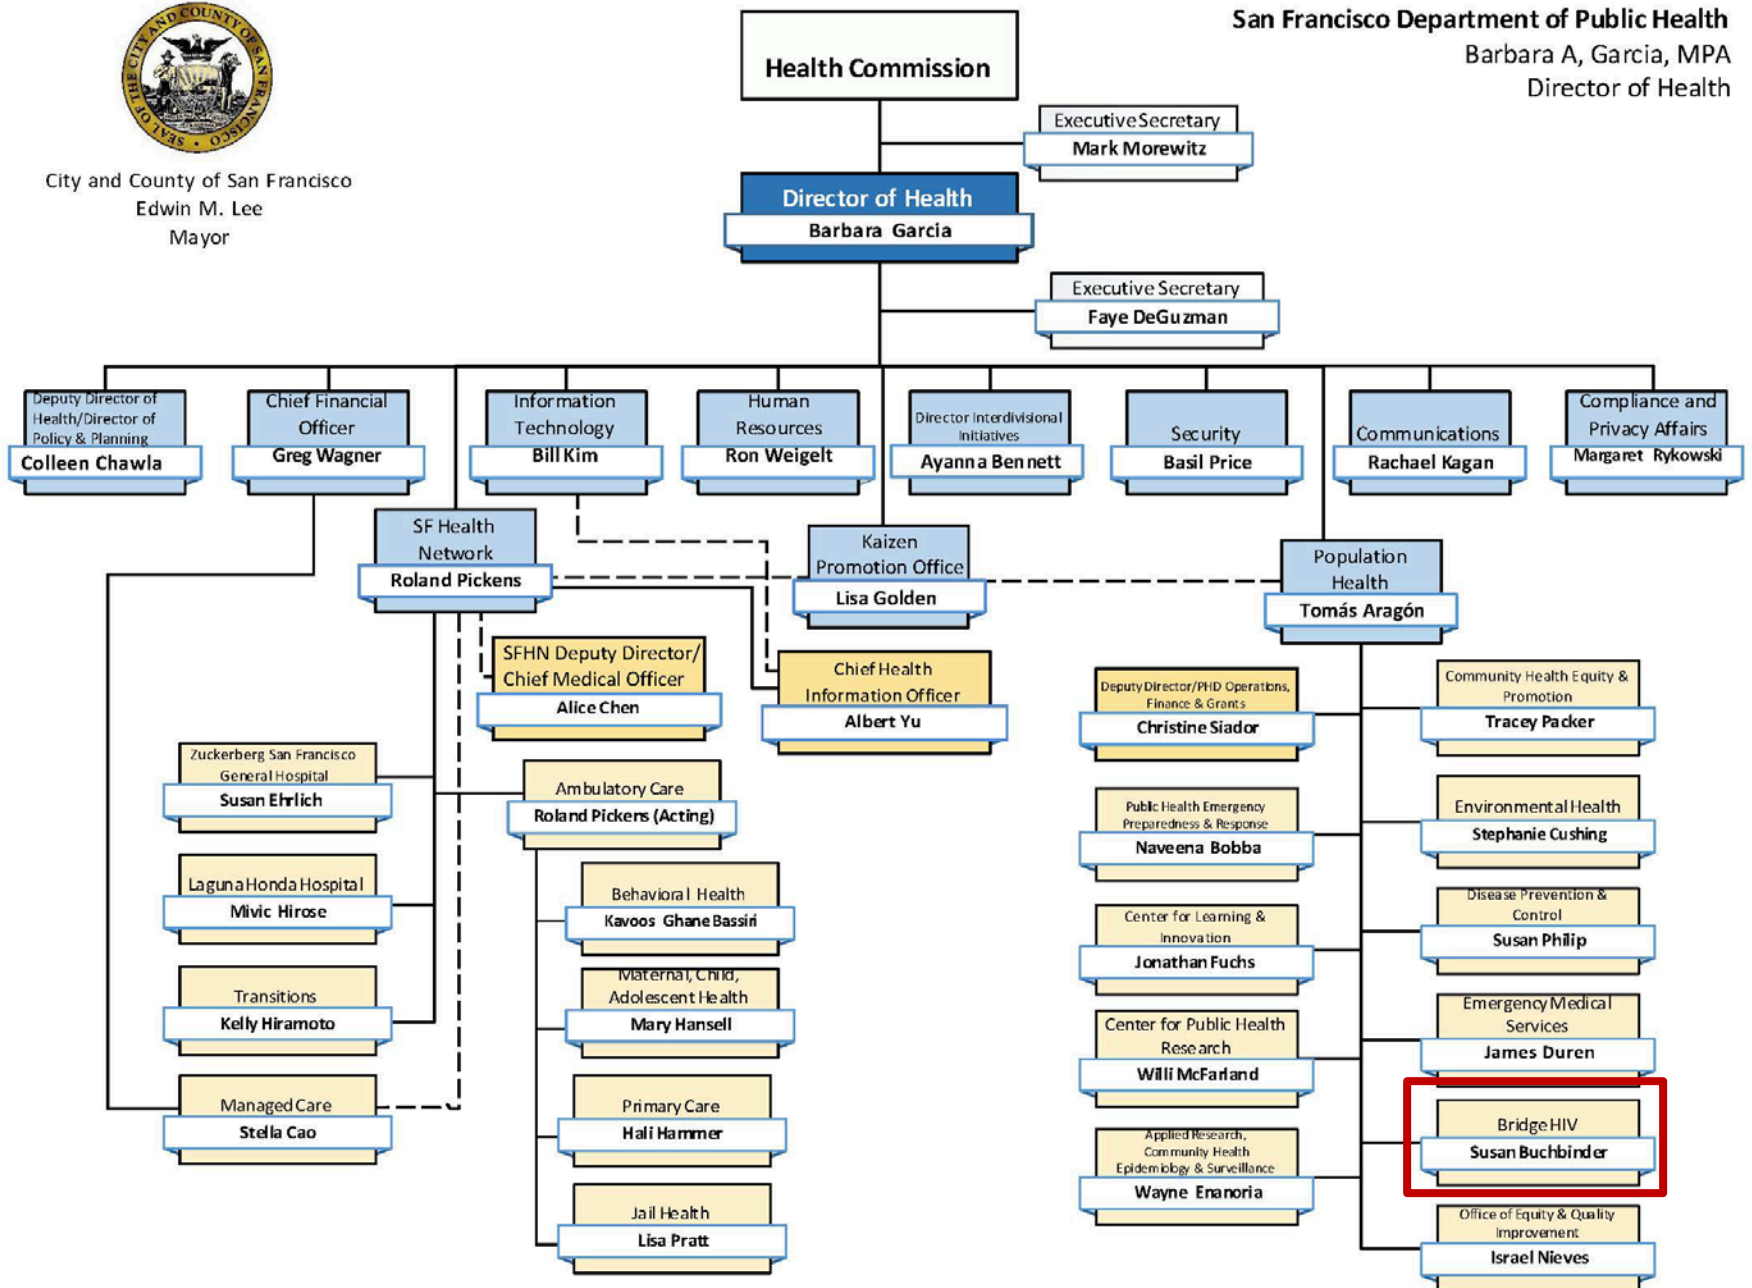 SEAL OF THE CITY AND COUNTY OF SAN FRANCISCO
City and County of San Francisco
Edwin M. Lee
Mayor
San Francisco Department of Public Health
Barbara A, Garcia, MPA
Director of Health
Health Commission
Executive Secretary
Mark Morewitz
Director of Health
Barbara Garcia
Executive Secretary
Faye DeGuzman
Deputy Director of
Health/Director of
Policy & Planning
Colleen Chawla
Chief Financial
Officer
Greg Wagner
Information
Technology
Bill Kim
Human
Resources
Ron Weigelt
Director Interdivisional
Initiatives
Ayanna Bennett
Security
Basil Price
Communications
Rachael Kagan
Compliance and
Privacy Affairs
Margaret Rykowski
SF Health
Network
Roland Pickens
Kaizen
Promotion Office
Lisa Golden
Population
Health
Tomás Aragón
SFHN Deputy Director/
Chief Medical Officer
Alice Chen
Chief Health
Information Officer
Albert Yu
Zuckerberg San Francisco
General Hospital
Susan Ehrlich
Laguna Honda Hospital
Mivic Hirose
Transitions
Kelly Hiramoto
Managed Care
Stella Cao
Ambulatory Care
Roland Pickens (Acting)
Behavioral Health
Kavoos Ghane Bassiri
Maternal, Child,
Adolescent Health
Mary Hansell
Primary Care
Hali Hammer
Jail Health
Lisa Pratt
Deputy Director/PHD Operations,
Finance & Grants
Christine Siador
Public Health Emergency
Preparedness & Response
Naveena Bobba
Center for Learning &
Innovation
Jonathan Fuchs
Center for Public Health
Research
Willi McFarland
Applied Research,
Community Health
Epidemiology & Surveillance
Wayne Enanoria
Community Health Equity &
Promotion
Tracey Packer
Environmental Health
Stephanie Cushing
Disease Prevention &
Control
Susan Philip
Emergency Medical
Services
James Duren
Bridge HIV
Susan Buchbinder
Office of Equity & Quality
Improvement
Israel Nieves